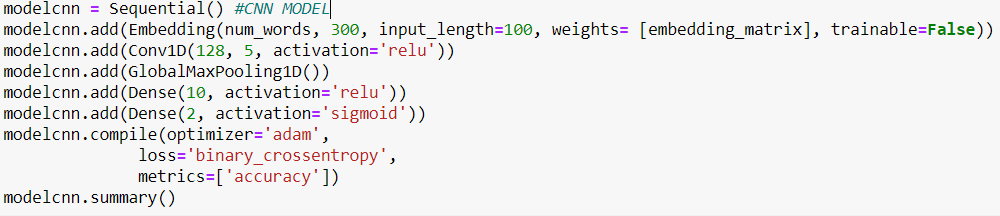 modelcnn = Sequential() #CNN MODEL
modelcnn.add(Embedding(num_words, 300, input_length=100, weights= [embedding_matrix], trainable=False))
modelcnn.add(Conv1D(128, 5, activation='relu'))
modelcnn.add(GlobalMaxPooling1D())
modelcnn.add(Dense(10, activation='relu'))
modelcnn.add(Dense(2, activation='sigmoid'))
modelcnn.compile(optimizer='adam',
              loss='binary_crossentropy',
              metrics=['accuracy'])
modelcnn.summary()